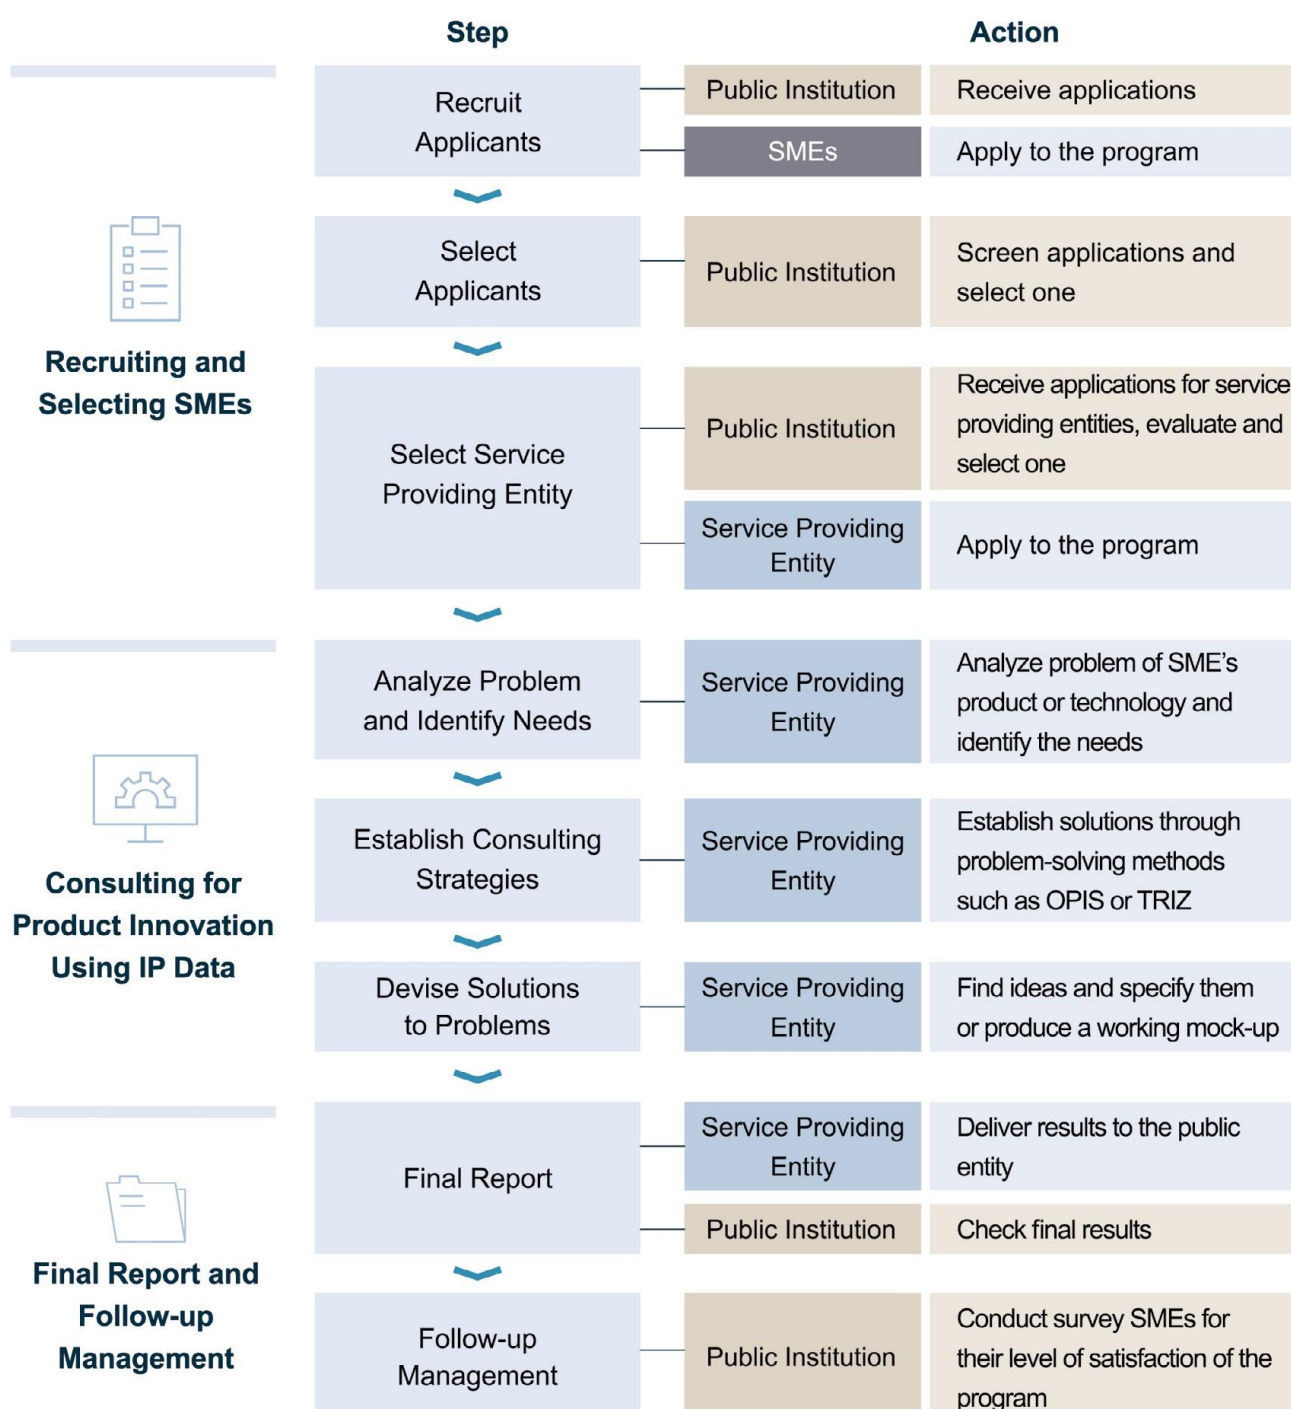 Step
Action
Recruit
Applicants
Public Institution
Receive applications
SMEs
Apply to the program
Recruiting and
Selecting SMEs
Select
Applicants
Public Institution
Screen applications and
select one
Select Service
Providing Entity
Public Institution
Receive applications for service
providing entities, evaluate and
select one
Service Providing
Entity
Apply to the program
Consulting for
Product Innovation
Using IP Data
Analyze Problem
and Identify Needs
Service Providing
Entity
Analyze problem of SME’s
product or technology and
identify the needs
Establish Consulting
Strategies
Service Providing
Entity
Establish solutions through
problem-solving methods
such as OPIS or TRIZ
Devise Solutions
to Problems
Service Providing
Entity
Find ideas and specify them
or produce a working mock-up
Final Report and
Follow-up
Management
Final Report
Service Providing
Entity
Deliver results to the public
entity
Public Institution
Check final results
Follow-up
Management
Public Institution
Conduct survey SMEs for
their level of satisfaction of the
program